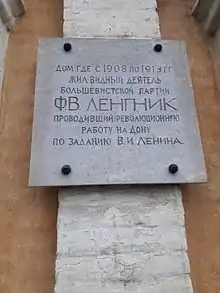 ДОМ ГДЕ С 1908 ПО 1913 ГГ
ЖИЛ ВИДНЫЙ ДЕЯТЕЛЬ
БОЛЬШЕВИСТСКОЙ ПАРТИИ
Ф.В. ЛЕНГНИК
ПРОВОДИВШИЙ РЕВОЛЮЦИОННУЮ
РАБОТУ НА ДОНУ
ПО ЗАДАНИЮ В.И. ЛЕНИНА.